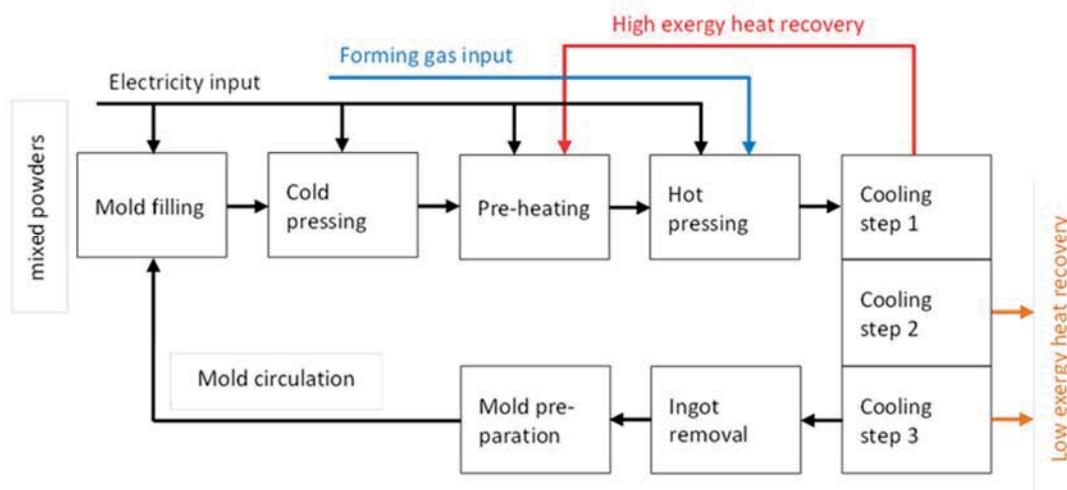 High exergy heat recovery
Forming gas input
Electricity input
mixed powders
Mold filling
Cold
pressing
Pre-heating
Hot
pressing
Cooling
step 1
Cooling
step 2
Low exergy heat recovery
Mold circulation
Mold pre-
paration
Ingot
removal
Cooling
step 3